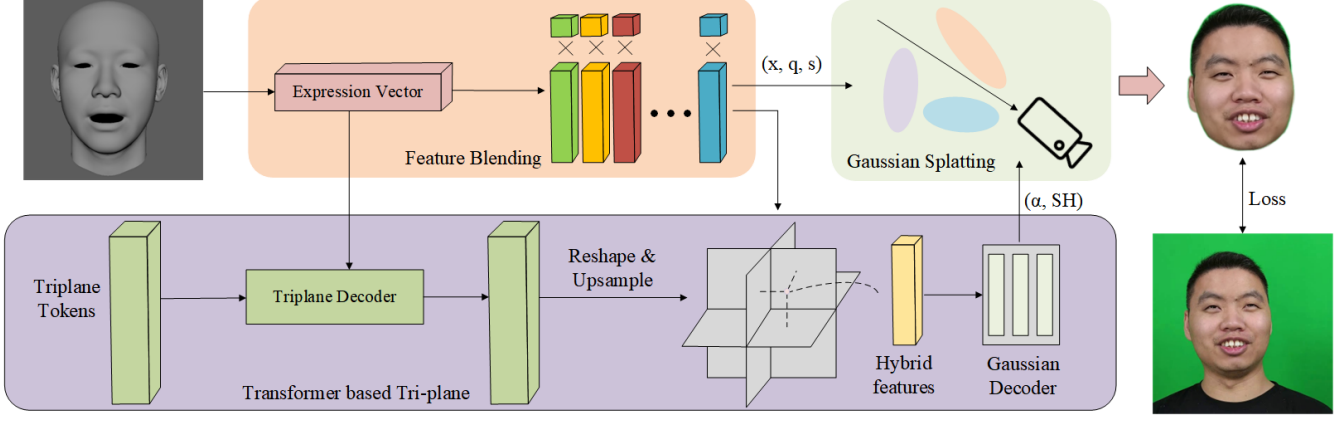 Expression Vector
Feature Blending
(x, q, s)
Gaussian Splatting
(α, SH)
Loss
Triplane
Tokens
Triplane Decoder
Reshape &
Upsample
Hybrid
features
Gaussian
Decoder
Transformer based Tri-plane